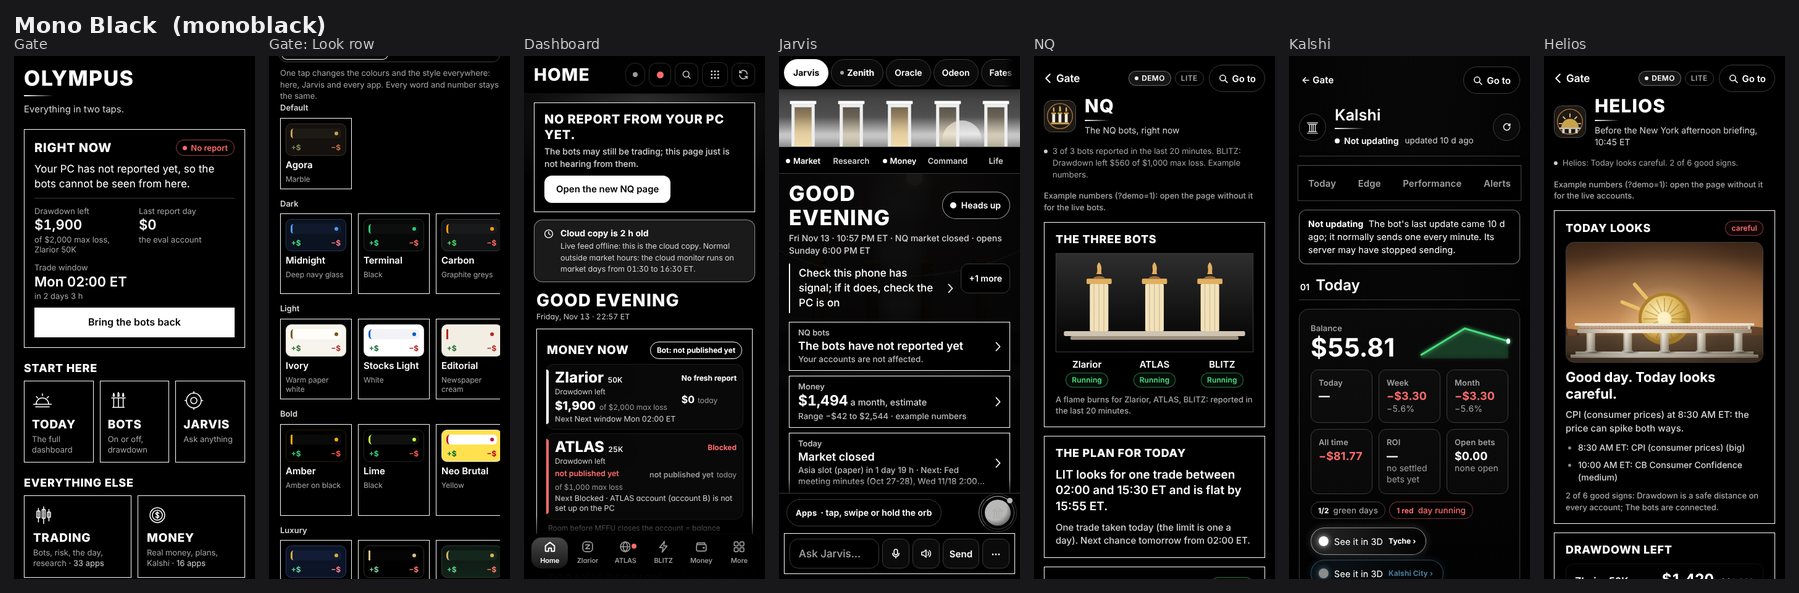 Mono Black (monoblack)
Gate
OLYMPUS
Everything in two taps.
RIGHT NOW
No report
Your PC has not reported yet, so the
bots cannot be seen from here.
Drawdown left
Last report day
$1,900
$0
of $2,000 max loss,
Zlarior 50K
the eval account
Trade window
Mon 02:00 ET
in 2 days 3 h
Bring the bots back
START HERE
TODAY
The full
dashboard
BOTS
On or off,
drawdown
JARVIS
Ask anything
EVERYTHING ELSE
TRADING
Bots, risk, the day,
research · 33 apps
MONEY
Real money, plans,
Kalshi · 16 apps
Gate: Look row
One tap changes the colours and the style everywhere:
here, Jarvis and every app. Every word and number stays
the same.
Default
+$ −$
Agora
Marble
Dark
+$ −$
+$ −$
+$ −$
Midnight
Deep navy glass
Terminal
Black
Carbon
Graphite greys
Light
+$ −$
+$ −$
+$ −$
Ivory
Warm paper
white
Stocks Light
White
Editorial
Newspaper
cream
Bold
+$ −$
+$ −$
+$ −$
Amber
Amber on black
Lime
Black
Neo Brutal
Yellow
Luxury
+$ −$
+$ −$
+$ −$
Dashboard
HOME
NO REPORT FROM YOUR PC
YET.
The bots may still be trading; this page just is
not hearing from them.
Open the new NQ page
Cloud copy is 2 h old
Live feed offline: this is the cloud copy. Normal
outside market hours: the cloud monitor runs on
market days from 01:30 to 16:30 ET.
GOOD EVENING
Friday, Nov 13 · 22:57 ET
MONEY NOW
Bot: not published yet
Zlarior 50K
No fresh report
Drawdown left
$0 today
$1,900 of $2,000 max loss
Next Next window Mon 02:00 ET
ATLAS 25K
Blocked
Drawdown left
not published yet
not published yet today
of $1,000 max loss
Next Blocked · ATLAS account (account B) is not
set up on the PC
Room before MFFU closes the account = balance
Home
Zlarior
ATLAS
BLITZ
Money
More
Jarvis
Jarvis
Zenith
Oracle
Odeon
Fates
Market
Research
Money
Command
Life
GOOD
EVENING
Heads up
Fri Nov 13 · 10:57 PM ET · NQ market closed · opens
Sunday 6:00 PM ET
Check this phone has
signal; if it does, check the
PC is on
+1 more
NQ bots
The bots have not reported yet
Your accounts are not affected.
Money
$1,494 a month, estimate
Range −$42 to $2,544 · example numbers
Today
Market closed
Asia slot (paper) in 1 day 19 h · Next: Fed
meeting minutes (Oct 27-28), Wed 11/18 2:00...
Apps · tap, swipe or hold the orb
Ask Jarvis...
Send
NQ
Gate
DEMO
LITE
Go to
NQ
The NQ bots, right now
3 of 3 bots reported in the last 20 minutes. BLITZ:
Drawdown left $560 of $1,000 max loss. Example
numbers.
Example numbers (?demo=1): open the page without it
for the live bots.
THE THREE BOTS
Zlarior
ATLAS
BLITZ
Running
Running
Running
A flame burns for Zlarior, ATLAS, BLITZ: reported in
the last 20 minutes.
THE PLAN FOR TODAY
LIT looks for one trade between
02:00 and 15:30 ET and is flat by
15:55 ET.
One trade taken today (the limit is one a
day). Next chance tomorrow from 02:00 ET.
Kalshi
Gate
Go to
Kalshi
Not updating updated 10 d ago
Today
Edge
Performance
Alerts
Not updating The bot's last update came 10 d
ago; it normally sends one every minute. Its
server may have stopped sending.
01 Today
Balance
$55.81
Today
—
Week
−$3.30
−5.6%
Month
−$3.30
−5.6%
All time
−$81.77
ROI
—
no settled
bets yet
Open bets
$0.00
none open
1/2 green days
1 red day running
See it in 3D Tyche ›
See it in 3D Kalshi City ›
Helios
Gate
DEMO
LITE
Go to
HELIOS
Before the New York afternoon briefing,
10:45 ET
Helios: Today looks careful. 2 of 6 good signs.
Example numbers (?demo=1): open the page without it
for the live accounts.
TODAY LOOKS
careful
Good day. Today looks
careful.
CPI (consumer prices) at 8:30 AM ET: the
price can spike both ways.
8:30 AM ET: CPI (consumer prices) (big)
10:00 AM ET: CB Consumer Confidence
(medium)
2 of 6 good signs: Drawdown is a safe distance on
every account; The bots are connected.
DRAWDOWN LEFT